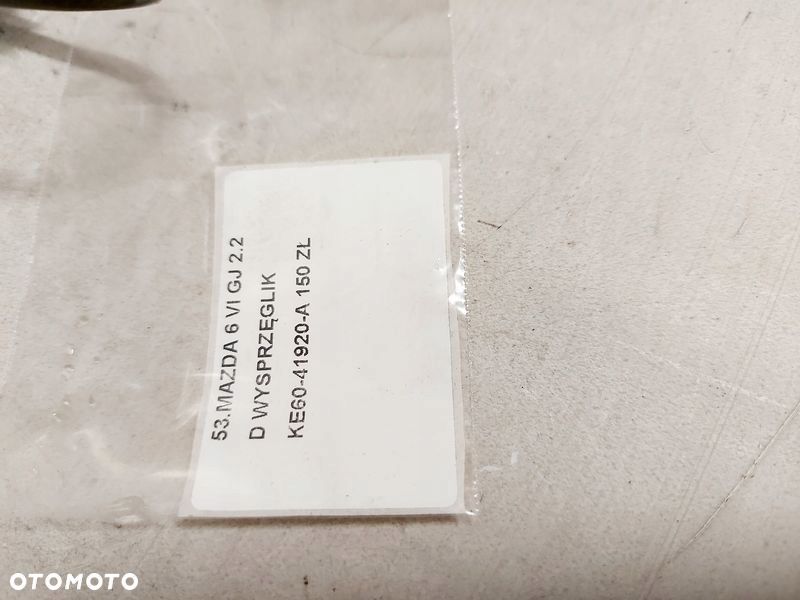 53.MAZDA 6 VI GJ 2.2
D WYSPRZĘGLIK
KE60-41920-A 150 ZŁ
OTOMOTO